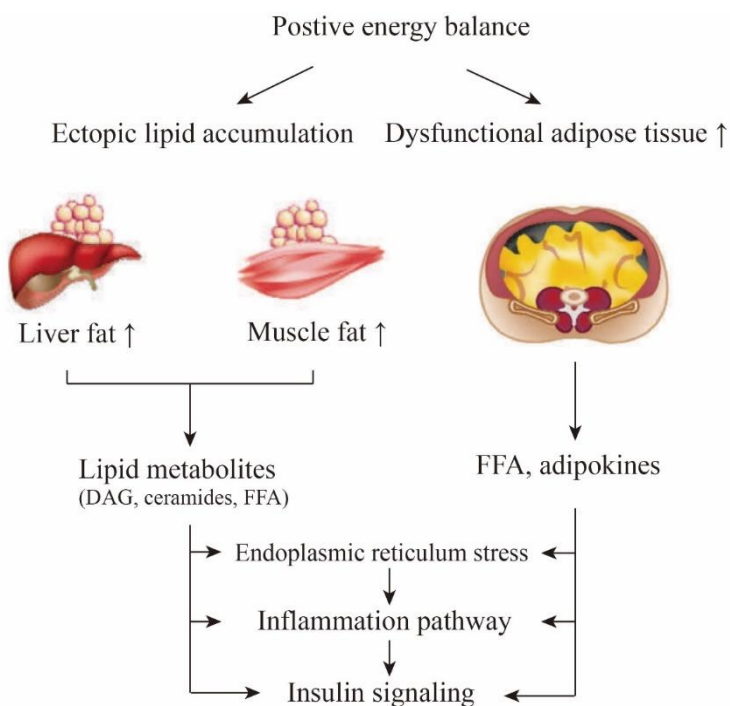 Postive energy balance
Ectopic lipid accumulation
Dysfunctional adipose tissue ↑
Liver fat ↑
Muscle fat ↑
Lipid metabolites
(DAG, ceramides, FFA)
FFA, adipokines
Endoplasmic reticulum stress
Inflammation pathway
Insulin signaling